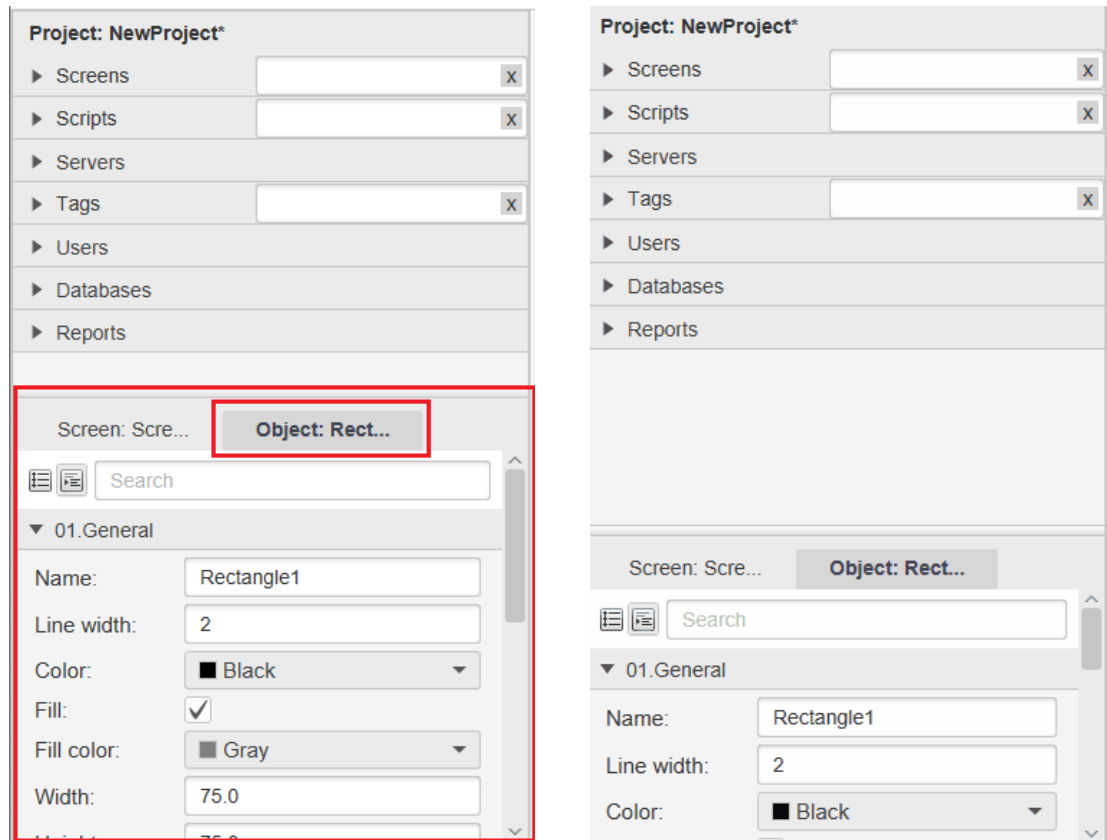 Project: NewProject*
Screens
x
Scripts
x
Servers
Tags
x
Users
Databases
Reports
Screen: Scre...
Object: Rect...
Search
01.General
Name:
Rectangle1
Line width:
2
Color:
Black
Fill:
Fill color:
Gray
Width:
75.0
Project: NewProject*
Screens
x
Scripts
x
Servers
Tags
x
Users
Databases
Reports
Screen: Scre...
Object: Rect...
Search
01.General
Name:
Rectangle1
Line width:
2
Color:
Black